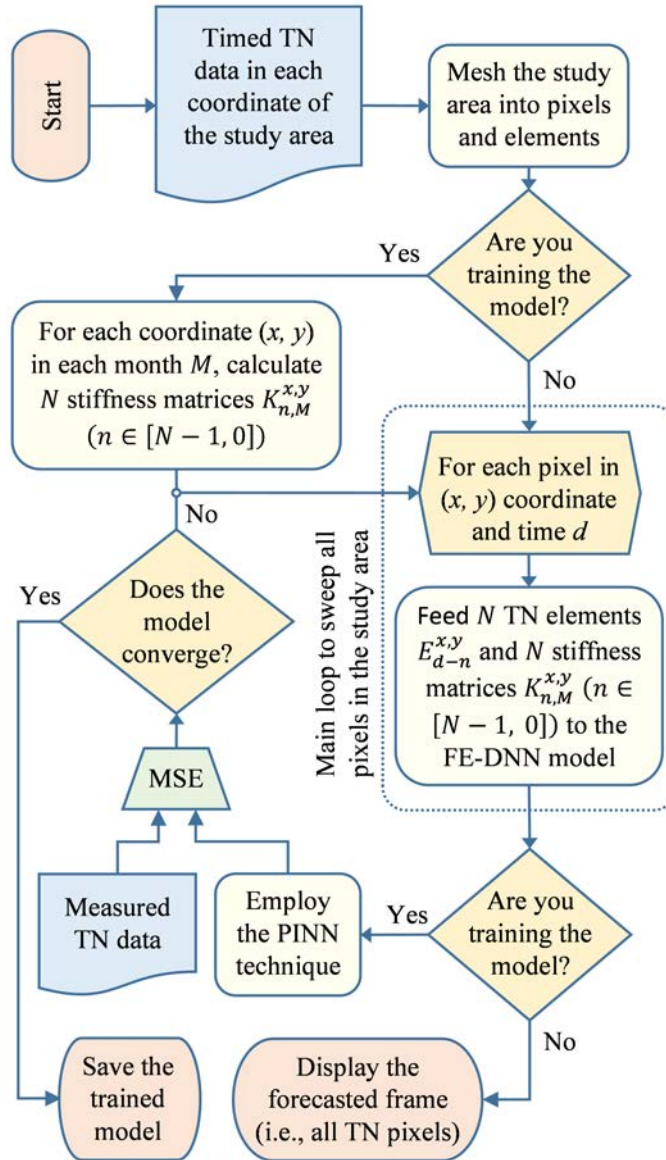 Start
Timed TN
data in each
coordinate of
the study area
Mesh the study
area into pixels
and elements
Are you
training the
model?
Yes
No
For each coordinate (x, y)
in each month M, calculate
N stiffness matrices K_{n,M}^{x,y}
(n ∈ [N − 1, 0])
For each pixel in
(x, y) coordinate
and time d
No
Does the
model
converge?
Yes
Main loop to sweep all
pixels in the study area
Feed N TN elements
E_{d−n}^{x,y} and N stiffness
matrices K_{n,M}^{x,y} (n ∈
[N − 1, 0]) to the
FE-DNN model
MSE
Measured
TN data
Employ
the PINN
technique
Yes
Are you
training the
model?
No
Save the
trained
model
Display the
forecasted frame
(i.e., all TN pixels)